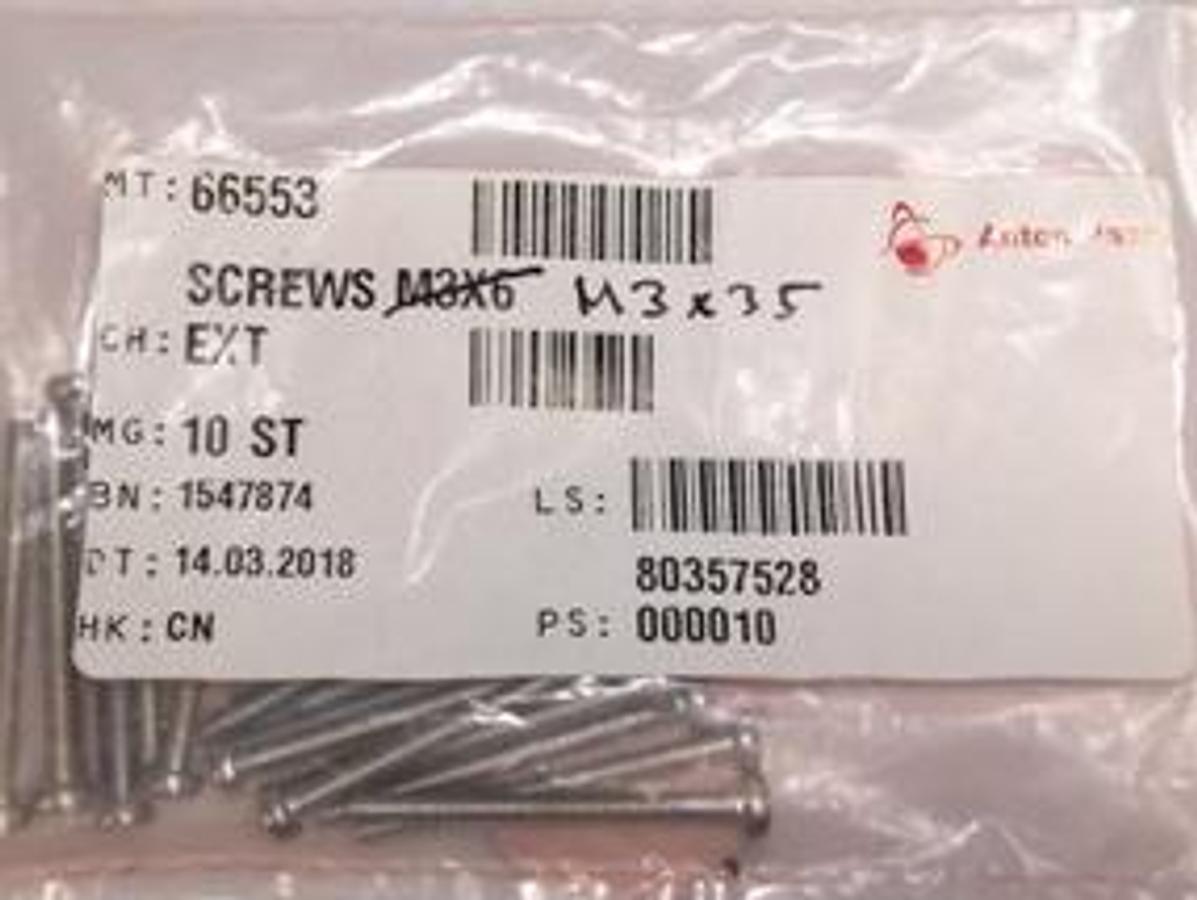 MT: 66553
SCREWS M3X6 M3x35
CH: EXT
MG: 10 ST
BN: 1547874
DT: 14.03.2018
HK: CN
LS:
80357528
PS: 000010